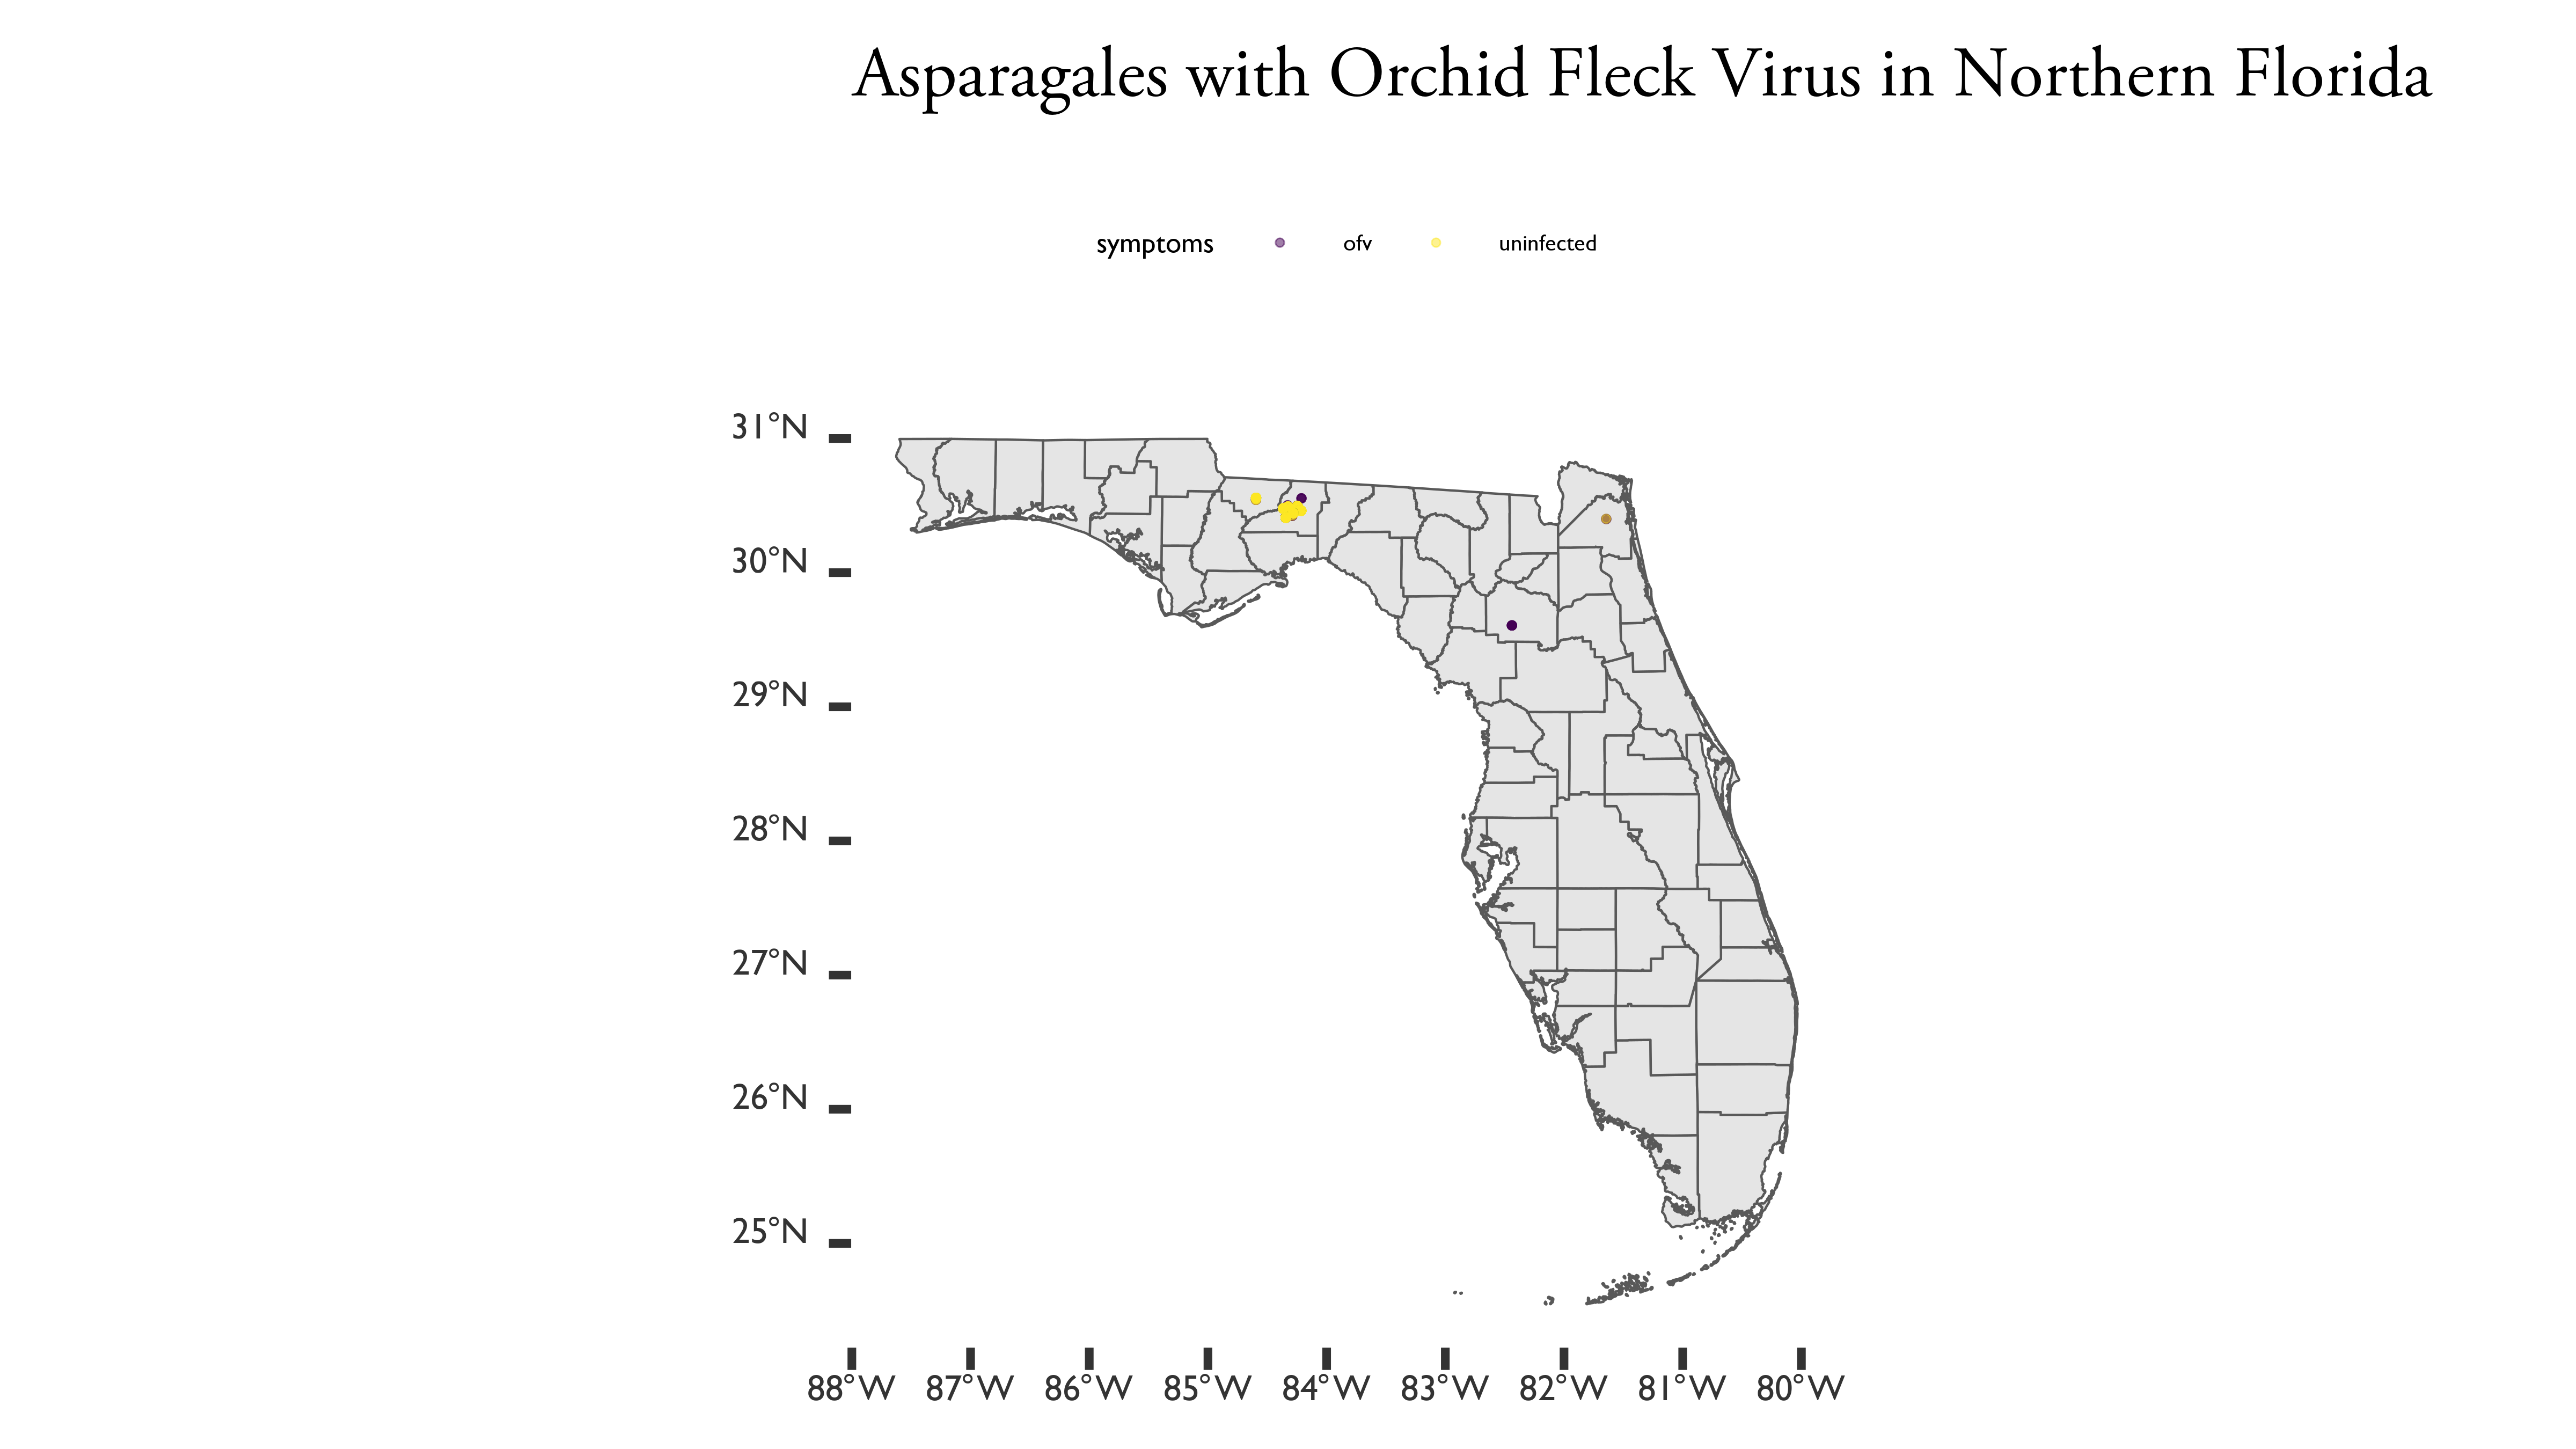 Asparagales with Orchid Fleck Virus in Northern Florida
symptoms ofv uninfected
31°N
30°N
29°N
28°N
27°N
26°N
25°N
88°W 87°W 86°W 85°W 84°W 83°W 82°W 81°W 80°W